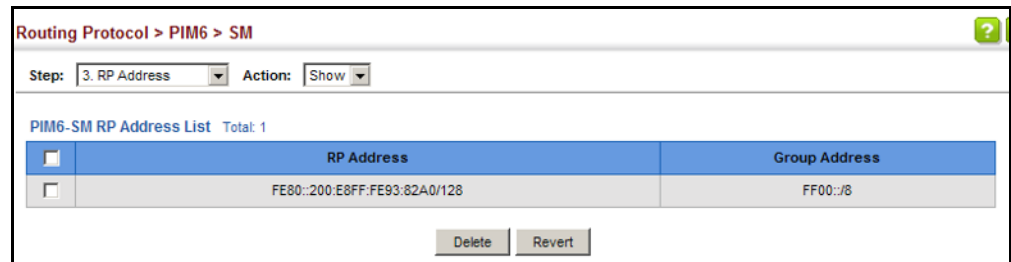 Routing Protocol > PIM6 > SM
?
Step: 3. RP Address Action: Show
PIM6-SM RP Address List Total: 1
RP Address Group Address
FE80::200:E8FF:FE93:82A0/128 FF00::/8
Delete Revert